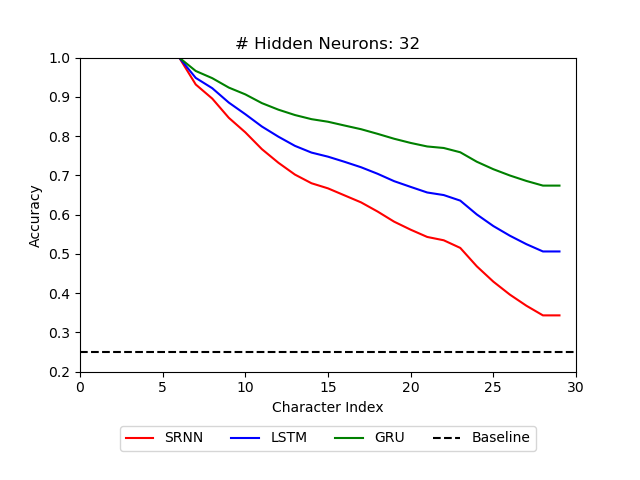 # Hidden Neurons: 32
1.0
0.9
0.8
0.7
0.6
0.5
0.4
0.3
0.2
Accuracy
0 5 10 15 20 25 30
Character Index
SRNN LSTM GRU Baseline